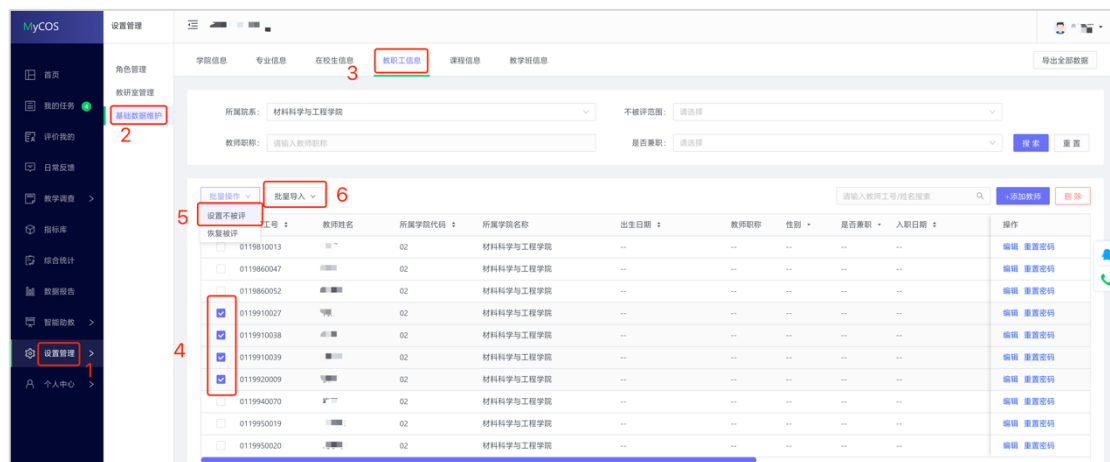 MyCOS
设置管理
首页
我的任务 4
评价我的
日常反馈
教学调查
指标库
综合统计
数据报告
智能助教
设置管理
1
个人中心
角色管理
教研室管理
基础数据维护
2
学院信息 专业信息 在校生信息 教职工信息 课程信息 教学班信息 导出全部数据
3
所属院系： 材料科学与工程学院 不被评范围： 请选择
教师职称： 请输入教师职称 是否兼职： 请选择 搜 索 重 置
批量操作 批量导入 6 请输入教师工号/姓名搜索 +添加教师 删 除
5 设置不被评
恢复被评
工号 教师姓名 所属学院代码 所属学院名称 出生日期 教师职称 性别 是否兼职 入职日期 操作
0119810013 02 材料科学与工程学院 -- -- -- -- -- 编辑 重置密码
0119860047 02 材料科学与工程学院 -- -- -- -- -- 编辑 重置密码
0119860052 02 材料科学与工程学院 -- -- -- -- -- 编辑 重置密码
0119910027 02 材料科学与工程学院 -- -- -- -- -- 编辑 重置密码
0119910038 02 材料科学与工程学院 -- -- -- -- -- 编辑 重置密码
4
0119910039 02 材料科学与工程学院 -- -- -- -- -- 编辑 重置密码
0119920009 02 材料科学与工程学院 -- -- -- -- -- 编辑 重置密码
0119940070 02 材料科学与工程学院 -- -- -- -- -- 编辑 重置密码
0119950019 02 材料科学与工程学院 -- -- -- -- -- 编辑 重置密码
0119950020 02 材料科学与工程学院 -- -- -- -- -- 编辑 重置密码